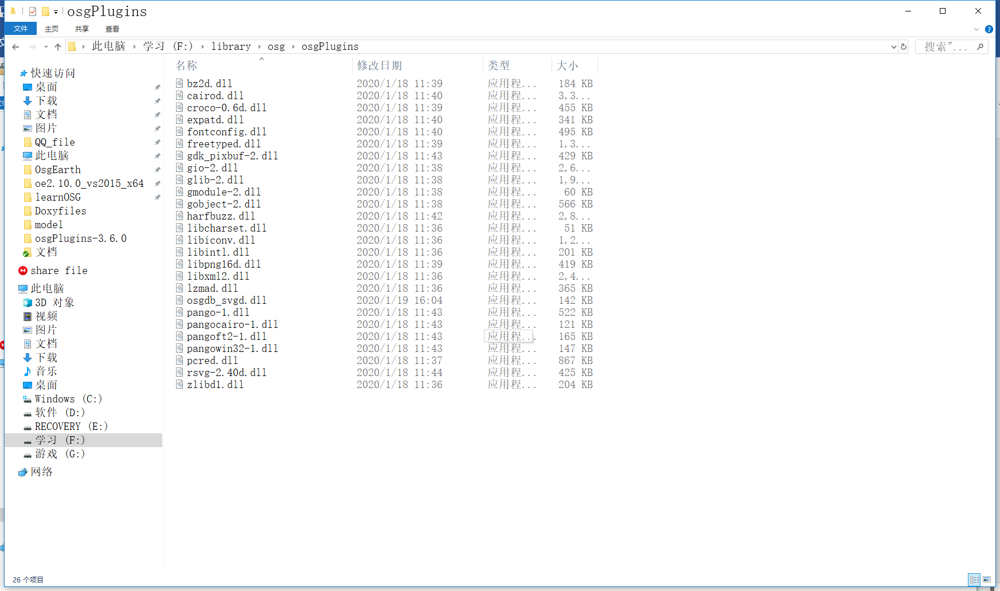 osgPlugins
文件 主页 共享 查看
此电脑 › 学习 (F:) › library › osg › osgPlugins
搜索"...
名称 修改日期 类型 大小
快速访问
桌面
下载
文档
图片
QQ_file
此电脑
OsgEarth
oe2.10.0_vs2015_x64
learnOSG
Doxyfiles
model
osgPlugins-3.6.0
文档
share file
此电脑
3D 对象
视频
图片
文档
下载
音乐
桌面
Windows (C:)
软件 (D:)
RECOVERY (E:)
学习 (F:)
游戏 (G:)
网络
bz2d.dll 2020/1/18 11:39 应用程... 184 KB
cairod.dll 2020/1/18 11:40 应用程... 3,3...
croco-0.6d.dll 2020/1/18 11:39 应用程... 455 KB
expatd.dll 2020/1/18 11:40 应用程... 341 KB
fontconfig.dll 2020/1/18 11:40 应用程... 495 KB
freetyped.dll 2020/1/18 11:39 应用程... 1,3...
gdk_pixbuf-2.dll 2020/1/18 11:43 应用程... 429 KB
gio-2.dll 2020/1/18 11:38 应用程... 2,6...
glib-2.dll 2020/1/18 11:38 应用程... 1,9...
gmodule-2.dll 2020/1/18 11:38 应用程... 60 KB
gobject-2.dll 2020/1/18 11:38 应用程... 566 KB
harfbuzz.dll 2020/1/18 11:42 应用程... 2,8...
libcharset.dll 2020/1/18 11:36 应用程... 51 KB
libiconv.dll 2020/1/18 11:36 应用程... 1,2...
libintl.dll 2020/1/18 11:36 应用程... 201 KB
libpng16d.dll 2020/1/18 11:39 应用程... 419 KB
libxml2.dll 2020/1/18 11:36 应用程... 2,4...
lzmad.dll 2020/1/18 11:36 应用程... 365 KB
osgdb_svgd.dll 2020/1/19 16:04 应用程... 142 KB
pango-1.dll 2020/1/18 11:43 应用程... 522 KB
pangocairo-1.dll 2020/1/18 11:43 应用程... 121 KB
pangoft2-1.dll 2020/1/18 11:43 应用程... 165 KB
pangowin32-1.dll 2020/1/18 11:43 应用程... 147 KB
pcred.dll 2020/1/18 11:37 应用程... 867 KB
rsvg-2.40d.dll 2020/1/18 11:44 应用程... 425 KB
zlibd1.dll 2020/1/18 11:36 应用程... 204 KB
26 个项目